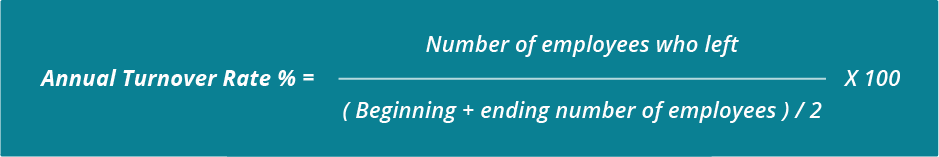 Number of employees who left
Annual Turnover Rate % = X 100
( Beginning + ending number of employees ) / 2